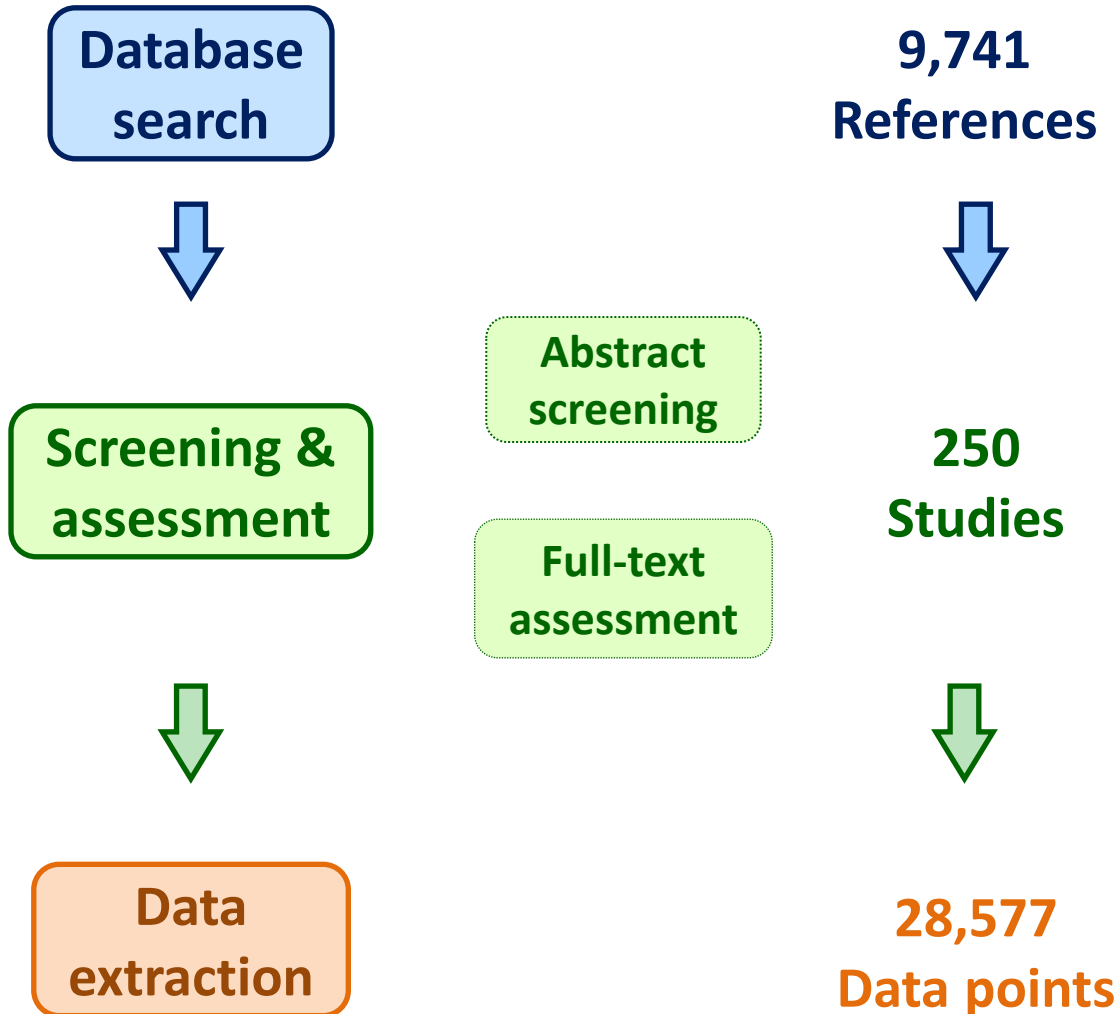 Database
search
9,741
References
Abstract
screening
Screening &
assessment
250
Studies
Full-text
assessment
Data
extraction
28,577
Data points